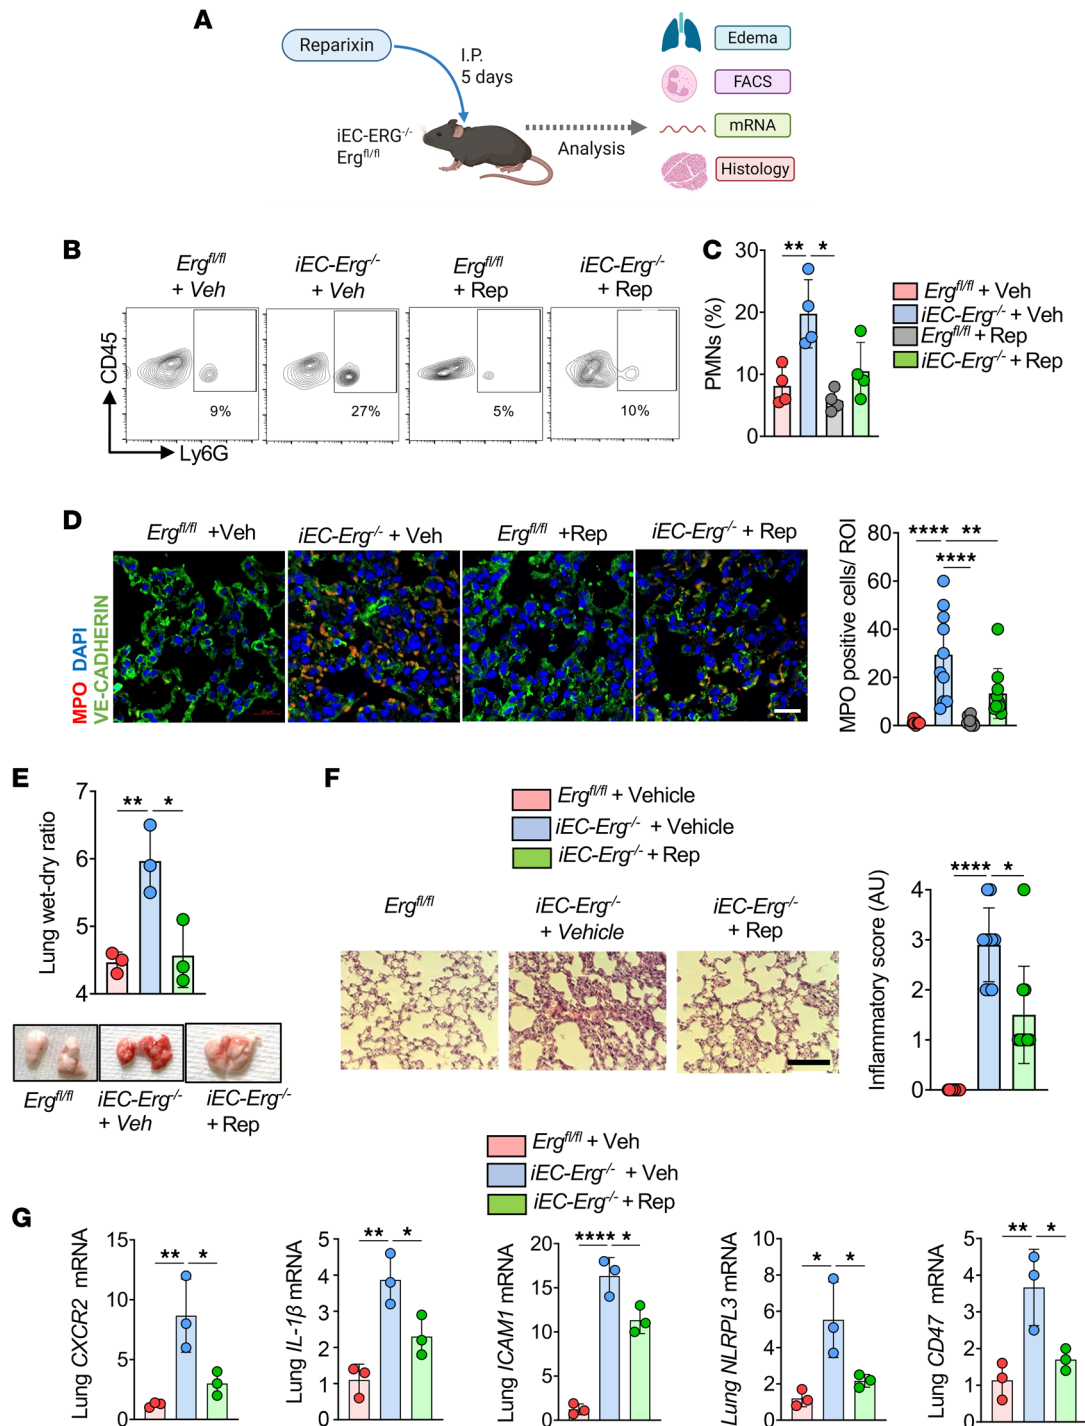 A
Reparixin
I.P.
5 days
iEC-ERG-/-
Ergfl/fl
Analysis
Edema
FACS
mRNA
Histology
B
Ergfl/fl
+ Veh
iEC-Erg-/-
+ Veh
Ergfl/fl
+ Rep
iEC-Erg-/-
+ Rep
CD45
9%
27%
5%
10%
Ly6G
C
PMNs (%)
30
20
10
0
** *
Ergfl/fl + Veh
iEC-Erg-/- + Veh
Ergfl/fl + Rep
iEC-Erg-/- + Rep
D
Ergfl/fl +Veh
iEC-Erg-/- + Veh
Ergfl/fl +Rep
iEC-Erg-/- + Rep
MPO DAPI
VE-CADHERIN
MPO positive cells/ ROI
80
60
40
20
0
**** **
****
E
Lung wet-dry ratio
7
6
5
4
** *
Ergfl/fl
iEC-Erg-/-
+ Veh
iEC-Erg-/-
+ Rep
F
Ergfl/fl + Vehicle
iEC-Erg-/- + Vehicle
iEC-Erg-/- + Rep
Ergfl/fl
iEC-Erg-/-
+ Vehicle
iEC-Erg-/-
+ Rep
Inflammatory score (AU)
4
3
2
1
0
**** *
Ergfl/fl + Veh
iEC-Erg-/- + Veh
iEC-Erg-/- + Rep
G
Lung CXCR2 mRNA
15
10
5
0
** *
Lung IL-1β mRNA
5
4
3
2
1
0
** *
Lung ICAM1 mRNA
20
15
10
5
0
**** *
Lung NLRPL3 mRNA
10
8
6
4
2
0
* *
Lung CD47 mRNA
5
4
3
2
1
0
** *